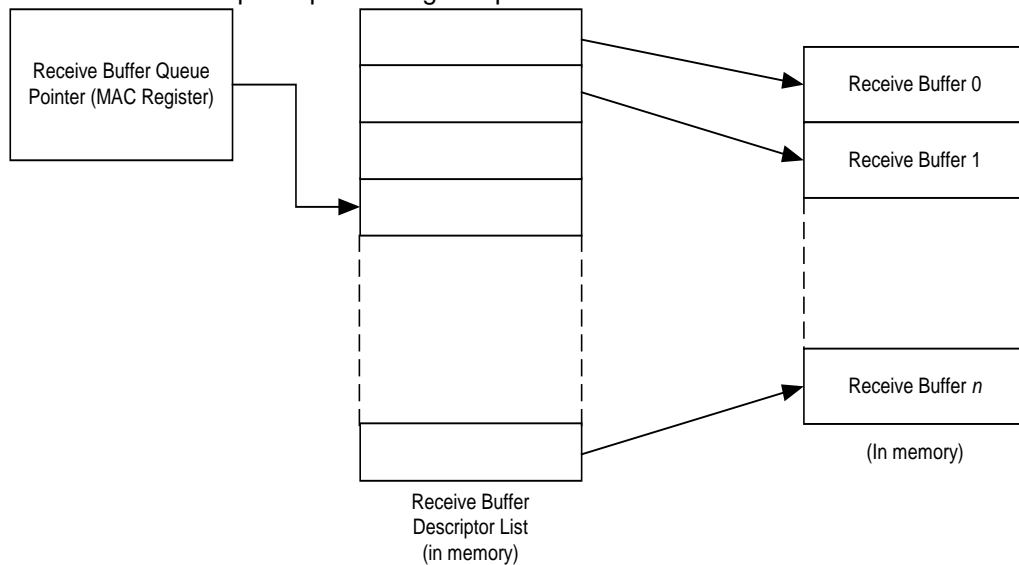 Receive Buffer Queue
Pointer (MAC Register)
Receive Buffer 0
Receive Buffer 1
Receive Buffer n
(In memory)
Receive Buffer
Descriptor List
(in memory)